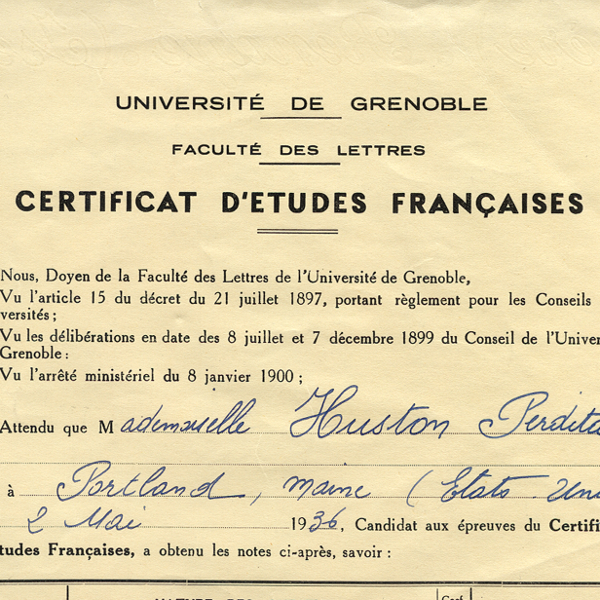 UNIVERSITÉ DE GRENOBLE
FACULTÉ DES LETTRES
CERTIFICAT D'ETUDES FRANÇAISES
Nous, Doyen de la Faculté des Lettres de l'Université de Grenoble,
Vu l'article 15 du décret du 21 juillet 1897, portant règlement pour les Conseils
versités;
Vu les délibérations en date des 8 juillet et 7 décembre 1899 du Conseil de l'Univer
Grenoble:
Vu l'arrêté ministériel du 8 janvier 1900;
Attendu que Mademoiselle Huston Perdita
à Portland, Maine (Etats-Uni
2 Mai 1936, Candidat aux épreuves du Certific
tudes Françaises, a obtenu les notes ci-après, savoir: